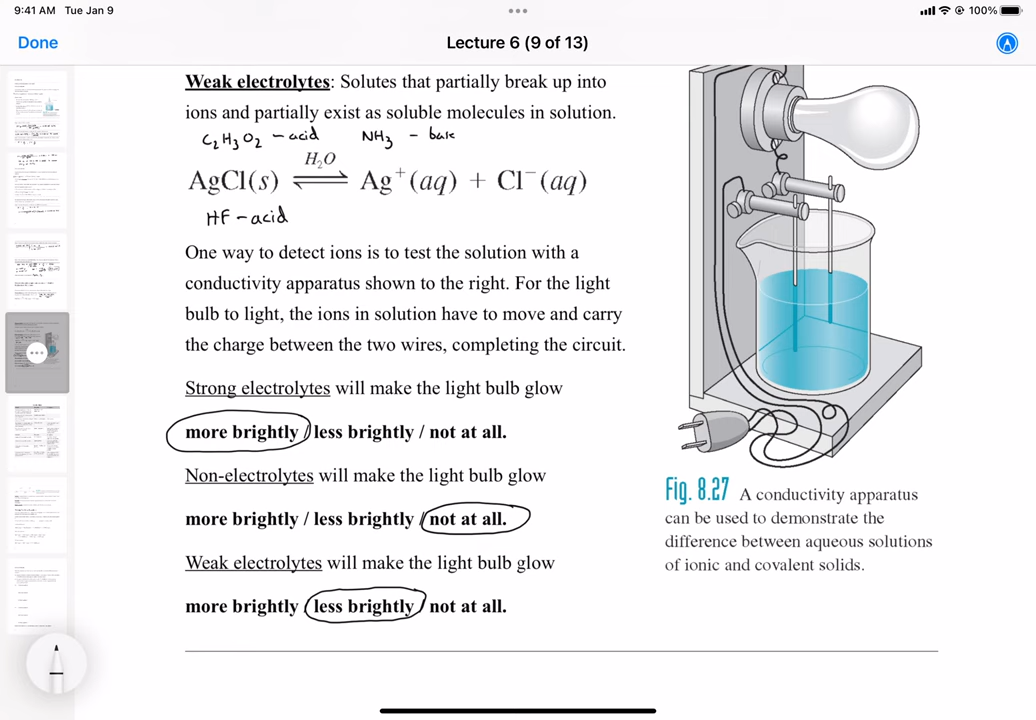 9:41 AM Tue Jan 9
100%
Done
Lecture 6 (9 of 13)
Weak electrolytes: Solutes that partially break up into
ions and partially exist as soluble molecules in solution.
C₂H₃O₂ - acid NH₃ - base
H₂O
AgCl(s) ⇌ Ag⁺(aq) + Cl⁻(aq)
HF - acid
One way to detect ions is to test the solution with a
conductivity apparatus shown to the right. For the light
bulb to light, the ions in solution have to move and carry
the charge between the two wires, completing the circuit.
Strong electrolytes will make the light bulb glow
more brightly / less brightly / not at all.
Non-electrolytes will make the light bulb glow
more brightly / less brightly / not at all.
Weak electrolytes will make the light bulb glow
more brightly / less brightly / not at all.
Fig. 8.27 A conductivity apparatus
can be used to demonstrate the
difference between aqueous solutions
of ionic and covalent solids.